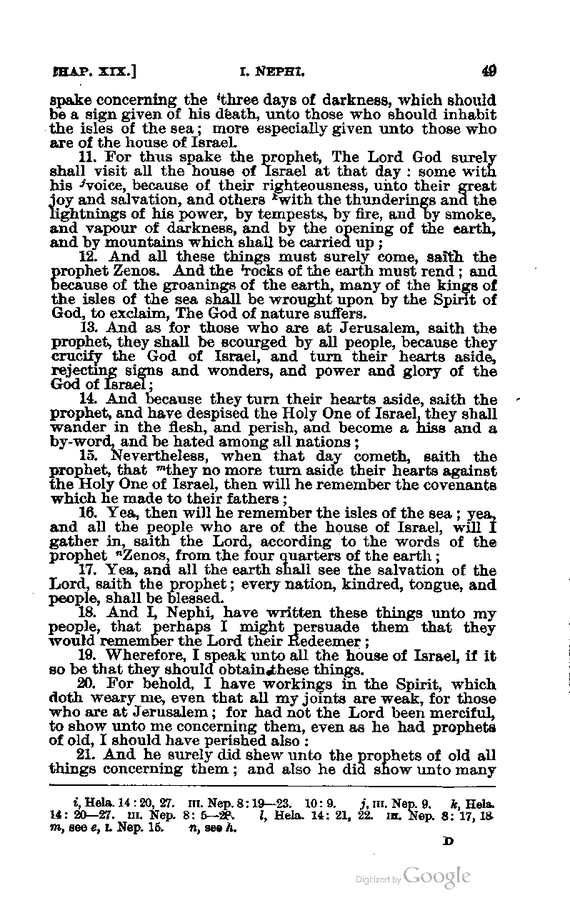 CHAP. XIX.] I. NEPHI. 49
spake concerning the ⁱthree days of darkness, which should
be a sign given of his death, unto those who should inhabit
the isles of the sea; more especially given unto those who
are of the house of Israel.
11. For thus spake the prophet, The Lord God surely
shall visit all the house of Israel at that day: some with
his ʲvoice, because of their righteousness, unto their great
joy and salvation, and others ᵏwith the thunderings and the
lightnings of his power, by tempests, by fire, and by smoke,
and vapour of darkness, and by the opening of the earth,
and by mountains which shall be carried up;
12. And all these things must surely come, saith the
prophet Zenos. And the ˡrocks of the earth must rend; and
because of the groanings of the earth, many of the kings of
the isles of the sea shall be wrought upon by the Spirit of
God, to exclaim, The God of nature suffers.
13. And as for those who are at Jerusalem, saith the
prophet, they shall be scourged by all people, because they
crucify the God of Israel, and turn their hearts aside,
rejecting signs and wonders, and power and glory of the
God of Israel;
14. And because they turn their hearts aside, saith the
prophet, and have despised the Holy One of Israel, they shall
wander in the flesh, and perish, and become a hiss and a
by-word, and be hated among all nations;
15. Nevertheless, when that day cometh, saith the
prophet, that ᵐthey no more turn aside their hearts against
the Holy One of Israel, then will he remember the covenants
which he made to their fathers;
16. Yea, then will he remember the isles of the sea; yea,
and all the people who are of the house of Israel, will I
gather in, saith the Lord, according to the words of the
prophet ⁿZenos, from the four quarters of the earth;
17. Yea, and all the earth shall see the salvation of the
Lord, saith the prophet; every nation, kindred, tongue, and
people, shall be blessed.
18. And I, Nephi, have written these things unto my
people, that perhaps I might persuade them that they
would remember the Lord their Redeemer;
19. Wherefore, I speak unto all the house of Israel, if it
so be that they should obtain these things.
20. For behold, I have workings in the Spirit, which
doth weary me, even that all my joints are weak, for those
who are at Jerusalem; for had not the Lord been merciful,
to show unto me concerning them, even as he had prophets
of old, I should have perished also:
21. And he surely did shew unto the prophets of old all
things concerning them; and also he did show unto many
i, Hela. 14:20, 27. III. Nep. 8:19—23. 10:9. j, III. Nep. 9. k, Hela.
14:20—27. III. Nep. 8:5—23. l, Hela. 14:21, 22. III. Nep. 8:17, 18.
m, see e, I. Nep. 15. n, see h.
D
Digitized by Google